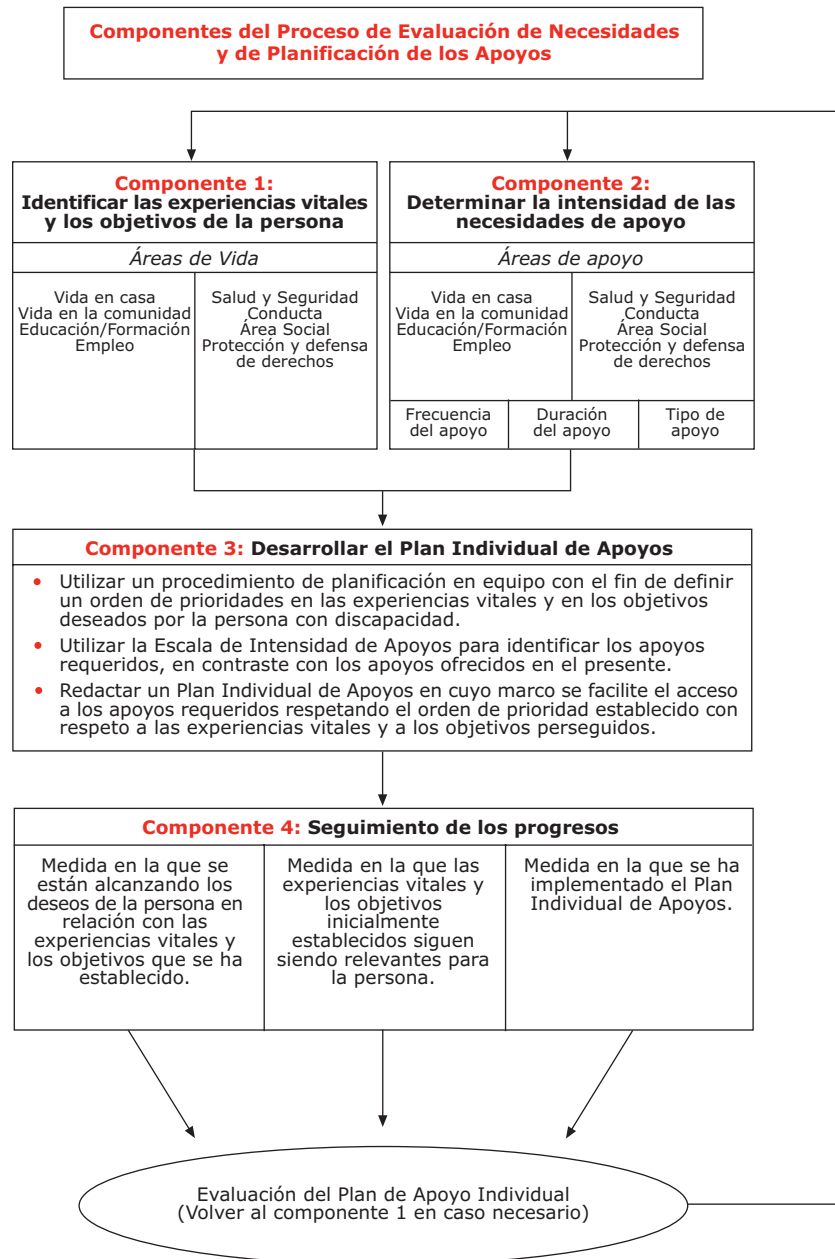 Componentes del Proceso de Evaluación de Necesidades
y de Planificación de los Apoyos
Componente 1:
Identificar las experiencias vitales
y los objetivos de la persona
Áreas de Vida
Vida en casa
Vida en la comunidad
Educación/Formación
Empleo
Salud y Seguridad
Conducta
Área Social
Protección y defensa
de derechos
Componente 2:
Determinar la intensidad de las
necesidades de apoyo
Áreas de apoyo
Vida en casa
Vida en la comunidad
Educación/Formación
Empleo
Salud y Seguridad
Conducta
Área Social
Protección y defensa
de derechos
Frecuencia
del apoyo
Duración
del apoyo
Tipo de
apoyo
Componente 3: Desarrollar el Plan Individual de Apoyos
• Utilizar un procedimiento de planificación en equipo con el fin de definir
un orden de prioridades en las experiencias vitales y en los objetivos
deseados por la persona con discapacidad.
• Utilizar la Escala de Intensidad de Apoyos para identificar los apoyos
requeridos, en contraste con los apoyos ofrecidos en el presente.
• Redactar un Plan Individual de Apoyos en cuyo marco se facilite el acceso
a los apoyos requeridos respetando el orden de prioridad establecido con
respeto a las experiencias vitales y a los objetivos perseguidos.
Componente 4: Seguimiento de los progresos
Medida en la que se
están alcanzando los
deseos de la persona en
relación con las
experiencias vitales y
los objetivos que se ha
establecido.
Medida en la que las
experiencias vitales y
los objetivos
inicialmente
establecidos siguen
siendo relevantes para
la persona.
Medida en la que se ha
implementado el Plan
Individual de Apoyos.
Evaluación del Plan de Apoyo Individual
(Volver al componente 1 en caso necesario)